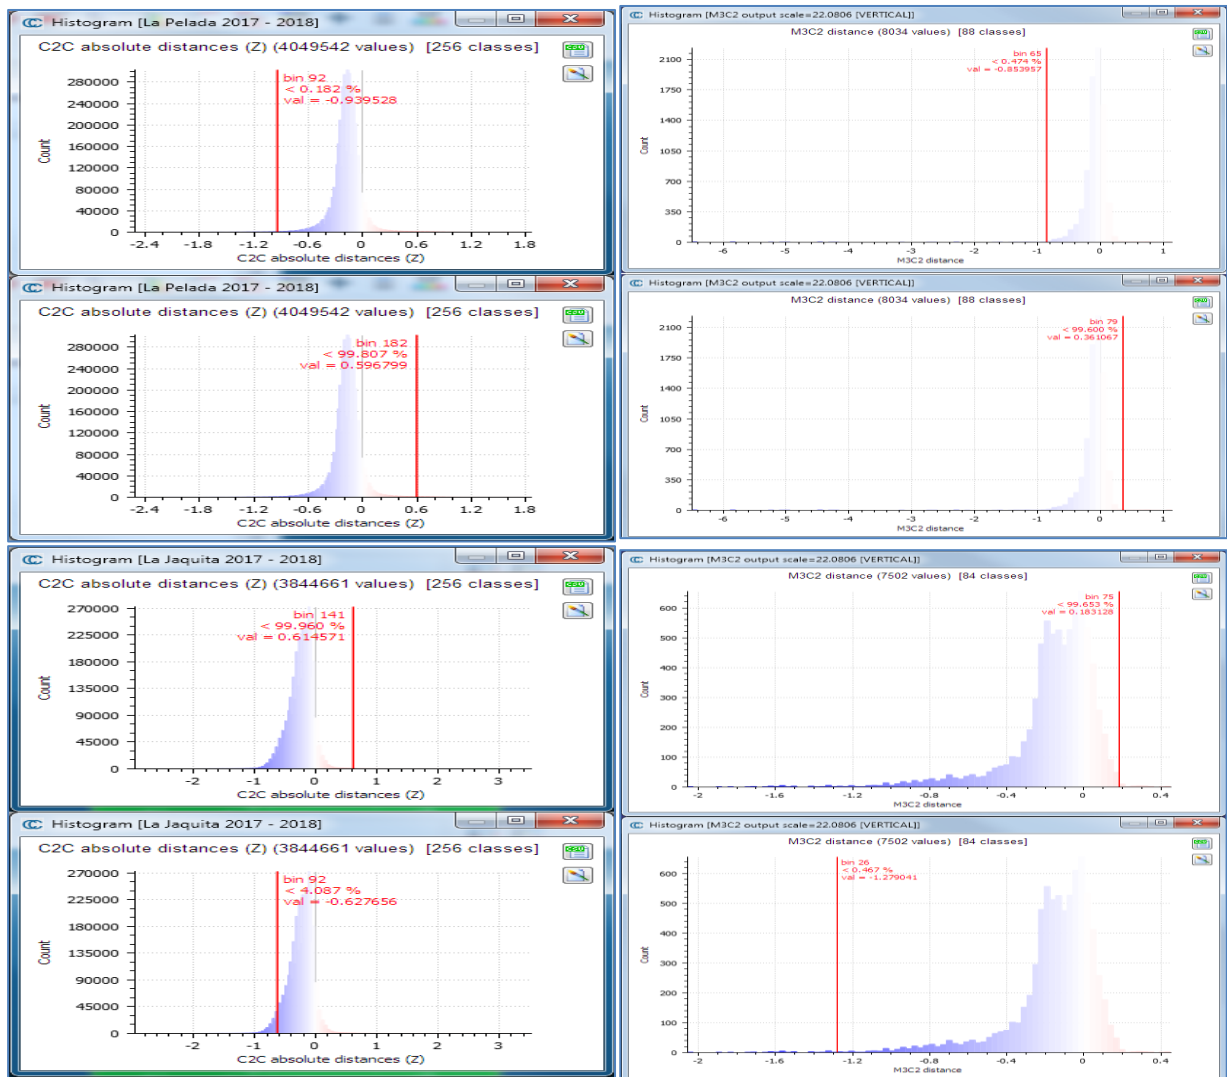 Histogram [La Pelada 2017 - 2018]
C2C absolute distances (Z) (4049542 values) [256 classes]
csv
bin 92
< 0.182 %
val = -0.939528
280000
240000
200000
160000
120000
80000
40000
0
Count
-2.4 -1.8 -1.2 -0.6 0 0.6 1.2 1.8
C2C absolute distances (Z)
Histogram [M3C2 output scale=22.0806 [VERTICAL]]
M3C2 distance (8034 values) [88 classes]
bin 65
< 0.474 %
val = -0.853957
2100
1750
1400
1050
700
350
0
Count
-6 -5 -4 -3 -2 -1 0 1
M3C2 distance
Histogram [La Pelada 2017 - 2018]
C2C absolute distances (Z) (4049542 values) [256 classes]
csv
bin 182
< 99.807 %
val = 0.596799
280000
240000
200000
160000
120000
80000
40000
0
Count
-2.4 -1.8 -1.2 -0.6 0 0.6 1.2 1.8
C2C absolute distances (Z)
Histogram [M3C2 output scale=22.0806 [VERTICAL]]
M3C2 distance (8034 values) [88 classes]
bin 79
< 99.600 %
val = 0.361067
2100
1750
1400
1050
700
350
0
Count
-6 -5 -4 -3 -2 -1 0 1
M3C2 distance
Histogram [La Jaquita 2017 - 2018]
C2C absolute distances (Z) (3844661 values) [256 classes]
csv
bin 141
< 99.960 %
val = 0.614571
270000
225000
180000
135000
90000
45000
0
Count
-2 -1 0 1 2 3
C2C absolute distances (Z)
Histogram [M3C2 output scale=22.0806 [VERTICAL]]
M3C2 distance (7502 values) [84 classes]
bin 75
< 99.653 %
val = 0.183128
600
500
400
300
200
100
0
Count
-2 -1.6 -1.2 -0.8 -0.4 0 0.4
M3C2 distance
Histogram [La Jaquita 2017 - 2018]
C2C absolute distances (Z) (3844661 values) [256 classes]
csv
bin 92
< 4.087 %
val = -0.627656
270000
225000
180000
135000
90000
45000
0
Count
-2 -1 0 1 2 3
C2C absolute distances (Z)
Histogram [M3C2 output scale=22.0806 [VERTICAL]]
M3C2 distance (7502 values) [84 classes]
bin 26
< 0.467 %
val = -1.279041
600
500
400
300
200
100
0
Count
-2 -1.6 -1.2 -0.8 -0.4 0 0.4
M3C2 distance